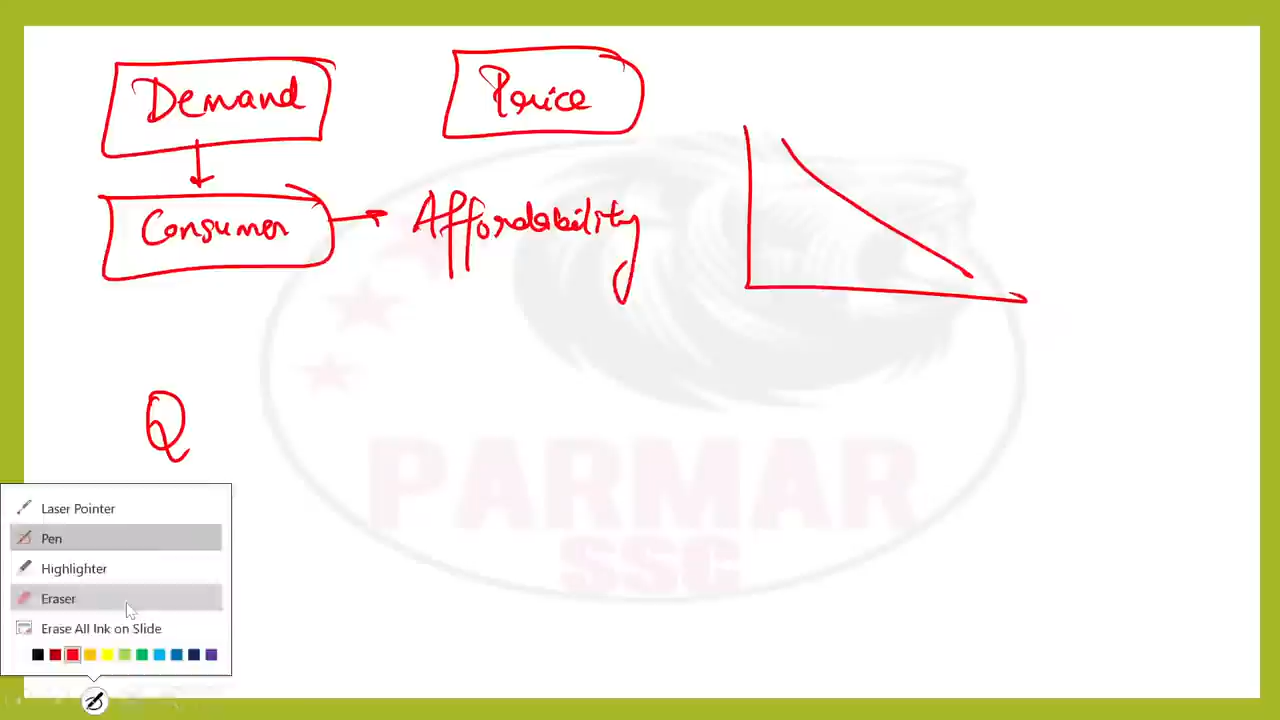 Demand
Price
Consumer
Affordability
Q
PARMAR
SSC
Laser Pointer
Pen
Highlighter
Eraser
Erase All Ink on Slide